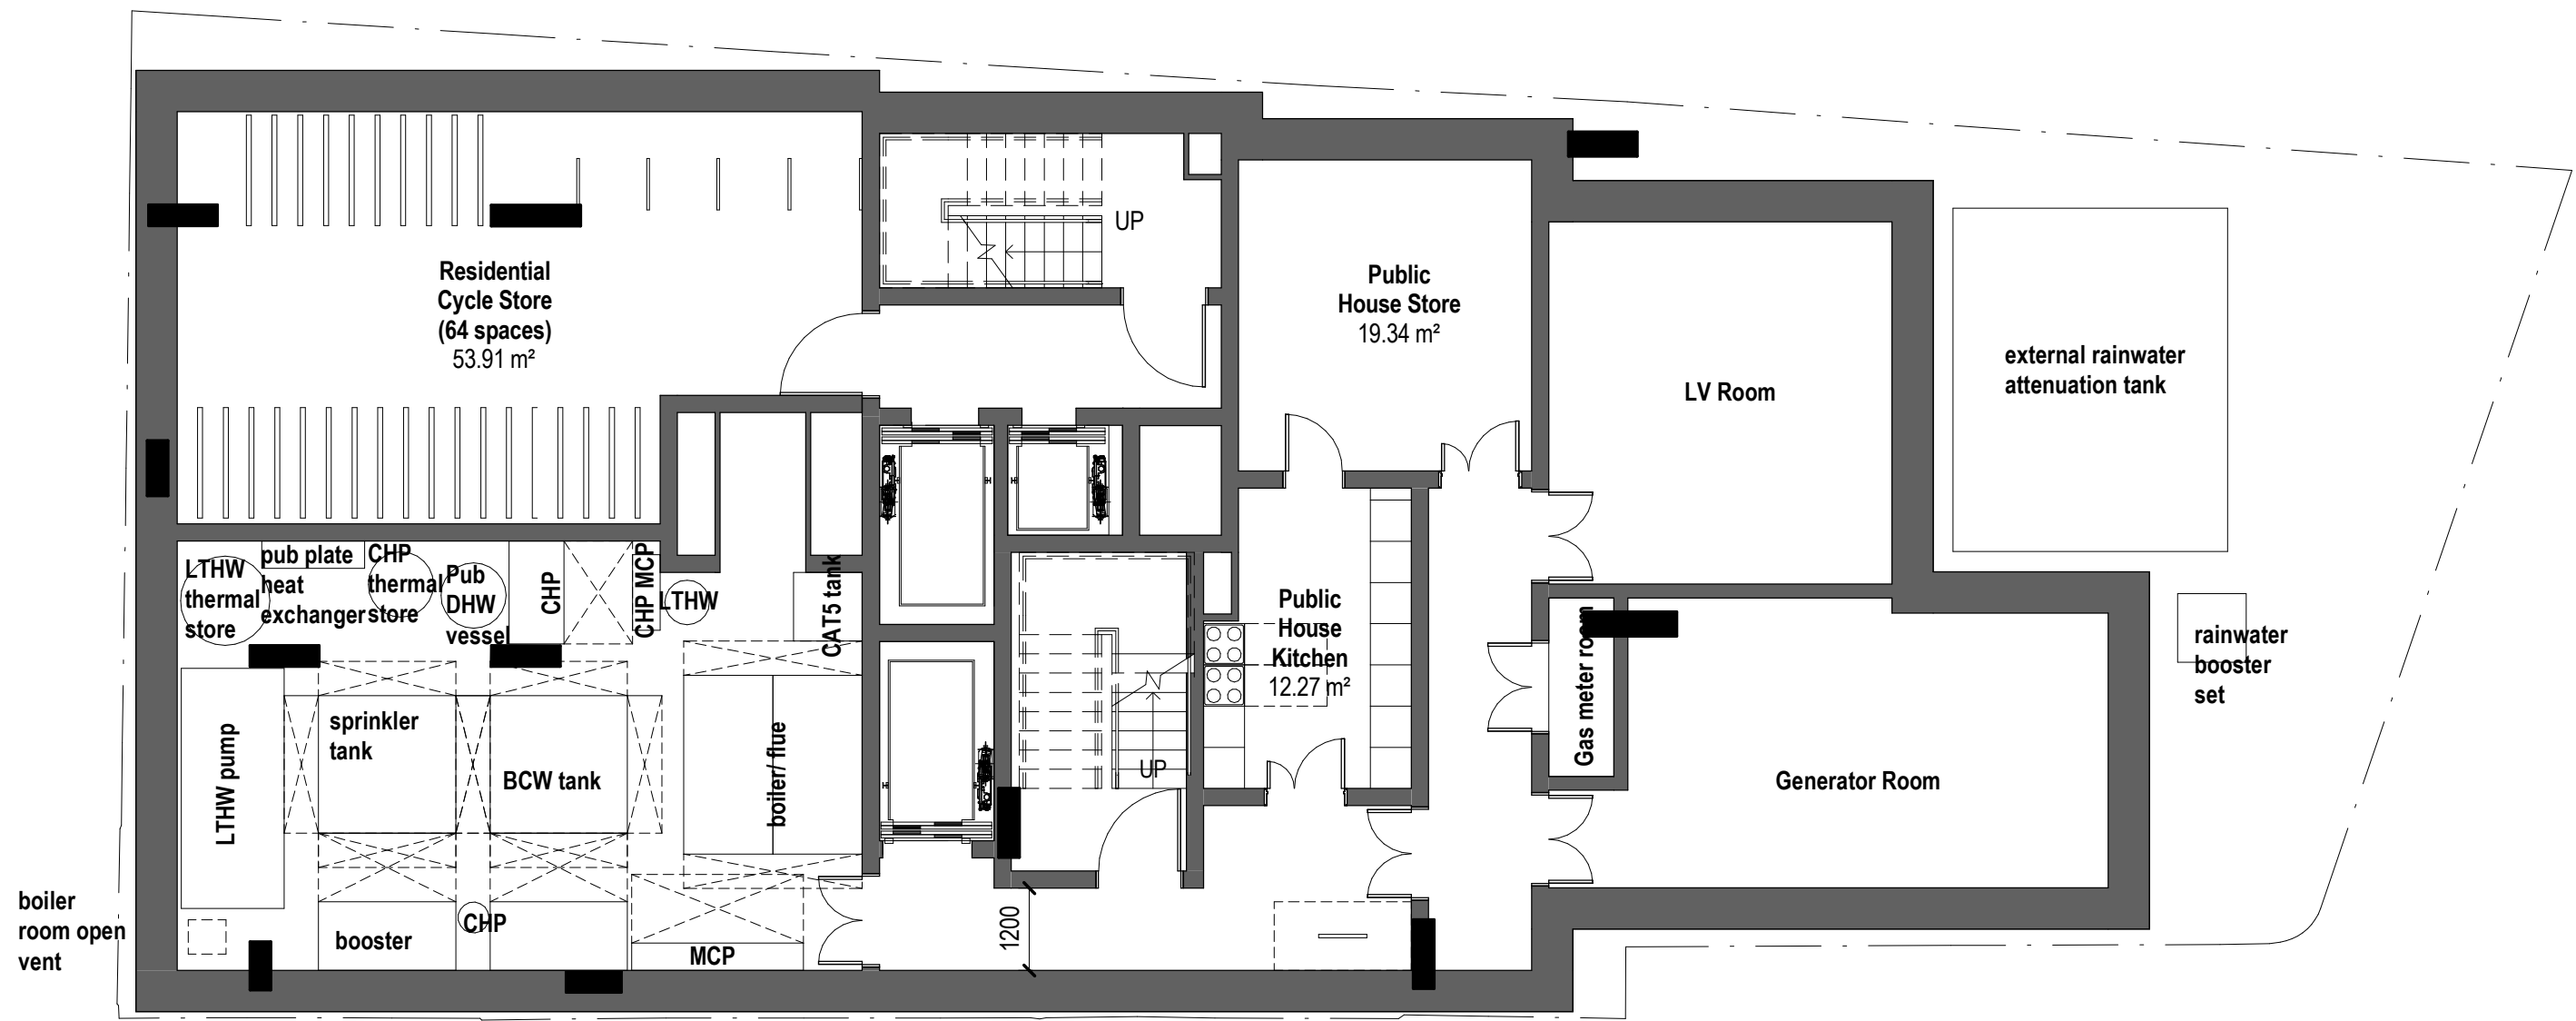 UP
Residential
Cycle Store
(64 spaces)
53.91 m²
Public
House Store
19.34 m²
LV Room
external rainwater
attenuation tank
LTHW
thermal
store
pub plate
heat
exchanger
CHP
thermal
store
Pub
DHW
vessel
CHP
CHP MCP
LTHW
CAT5 tank
Public
House
Kitchen
12.27 m²
Gas meter room
rainwater
booster
set
LTHW pump
sprinkler
tank
BCW tank
boiler/ flue
UP
Generator Room
boiler
room open
vent
booster
CHP
MCP
1200